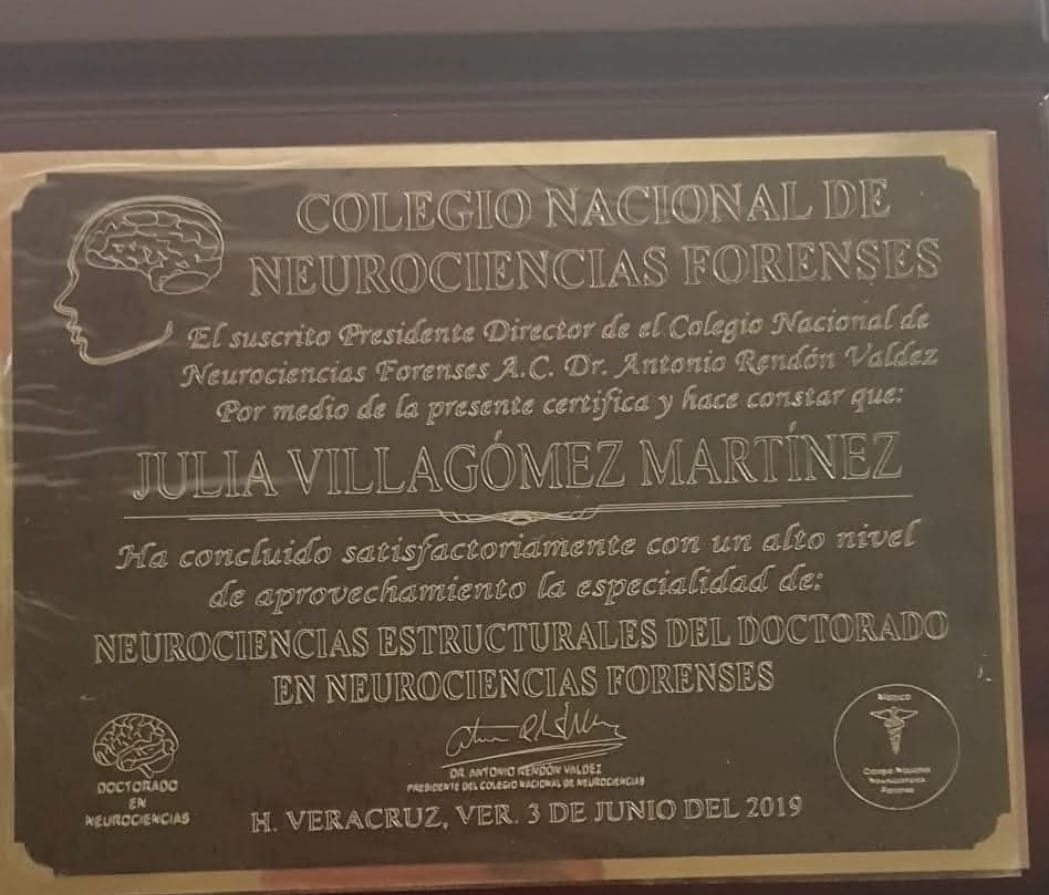 COLEGIO NACIONAL DE
NEUROCIENCIAS FORENSES
El suscrito Presidente Director de el Colegio Nacional de
Neurociencias Forenses A.C. Dr. Antonio Rendón Valdez
Por medio de la presente certifica y hace constar que:
JULIA VILLAGÓMEZ MARTÍNEZ
Ha concluido satisfactoriamente con un alto nivel
de aprovechamiento la especialidad de:
NEUROCIENCIAS ESTRUCTURALES DEL DOCTORADO
EN NEUROCIENCIAS FORENSES
DR. ANTONIO RENDÓN VALDEZ
PRESIDENTE DEL COLEGIO NACIONAL DE NEUROCIENCIAS
H. VERACRUZ, VER. 3 DE JUNIO DEL 2019
DOCTORADO
EN
NEUROCIENCIAS
Colegio Nacional
Neurociencias
Forenses